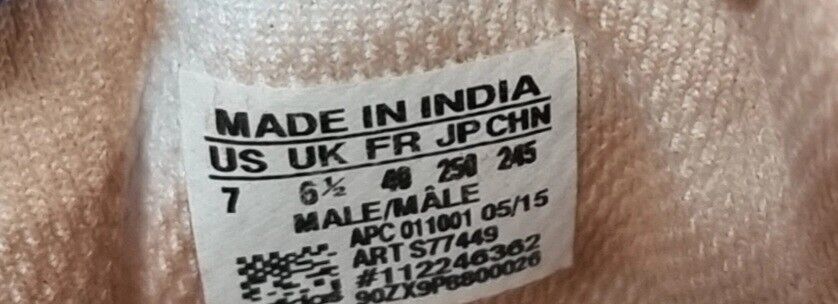 MADE IN INDIA
US UK FR JP CHN
7 6½ 40 250 245
MALE/MÂLE
APC 011001 05/15
ART S77449
#112246362
90ZX9P8800026